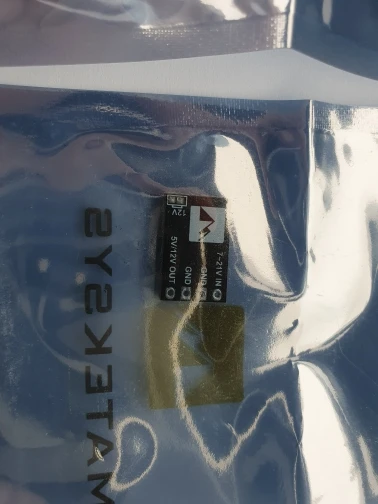 12V
7-21V IN
GND
GND
5V/12V OUT
MATEKSYS